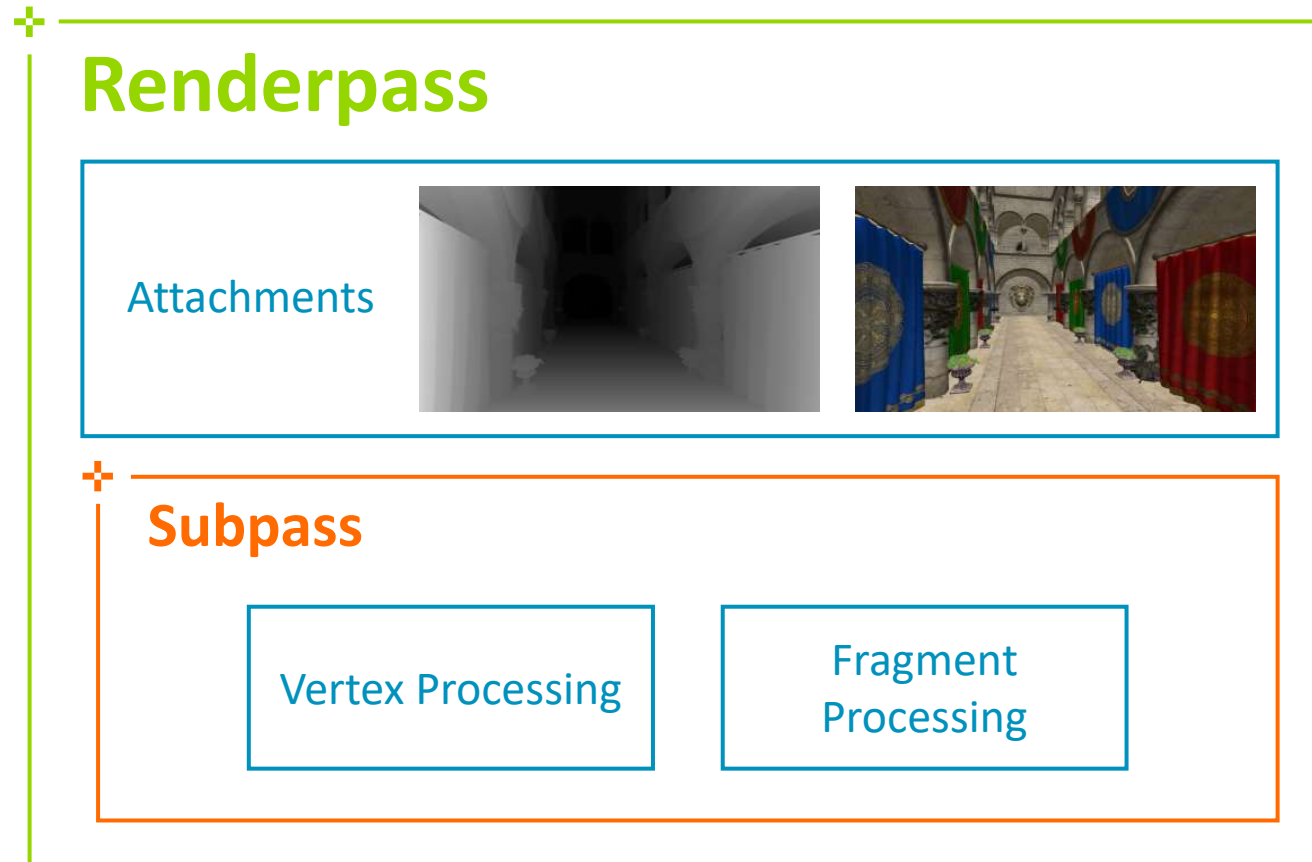 Renderpass
Attachments
Subpass
Vertex Processing
Fragment
Processing